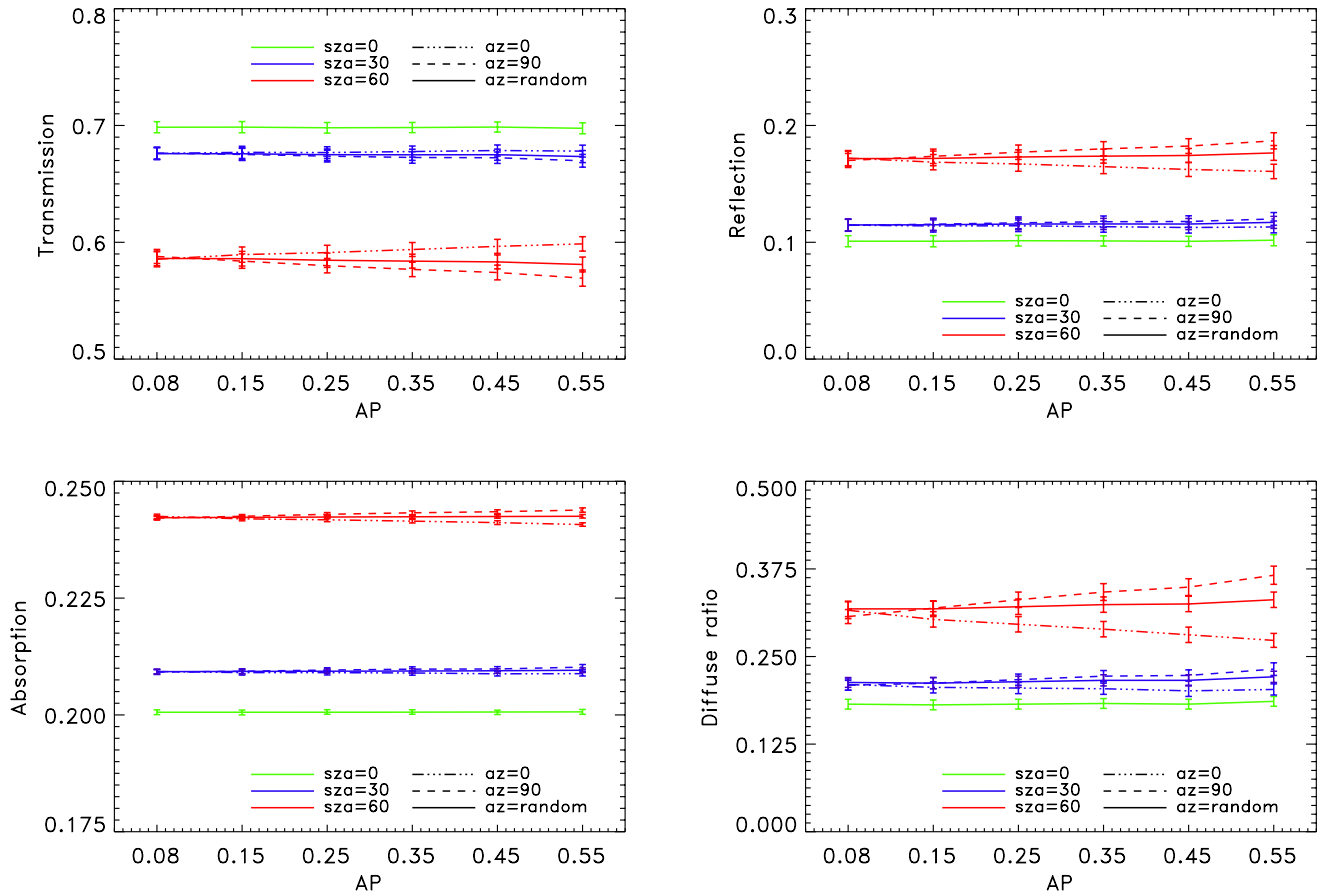 0.8
0.7
0.6
0.5
Transmission
sza=0 az=0
sza=30 az=90
sza=60 az=random
0.08 0.15 0.25 0.35 0.45 0.55
AP
0.3
0.2
0.1
0.0
Reflection
sza=0 az=0
sza=30 az=90
sza=60 az=random
0.08 0.15 0.25 0.35 0.45 0.55
AP
0.250
0.225
0.200
0.175
Absorption
sza=0 az=0
sza=30 az=90
sza=60 az=random
0.08 0.15 0.25 0.35 0.45 0.55
AP
0.500
0.375
0.250
0.125
0.000
Diffuse ratio
sza=0 az=0
sza=30 az=90
sza=60 az=random
0.08 0.15 0.25 0.35 0.45 0.55
AP